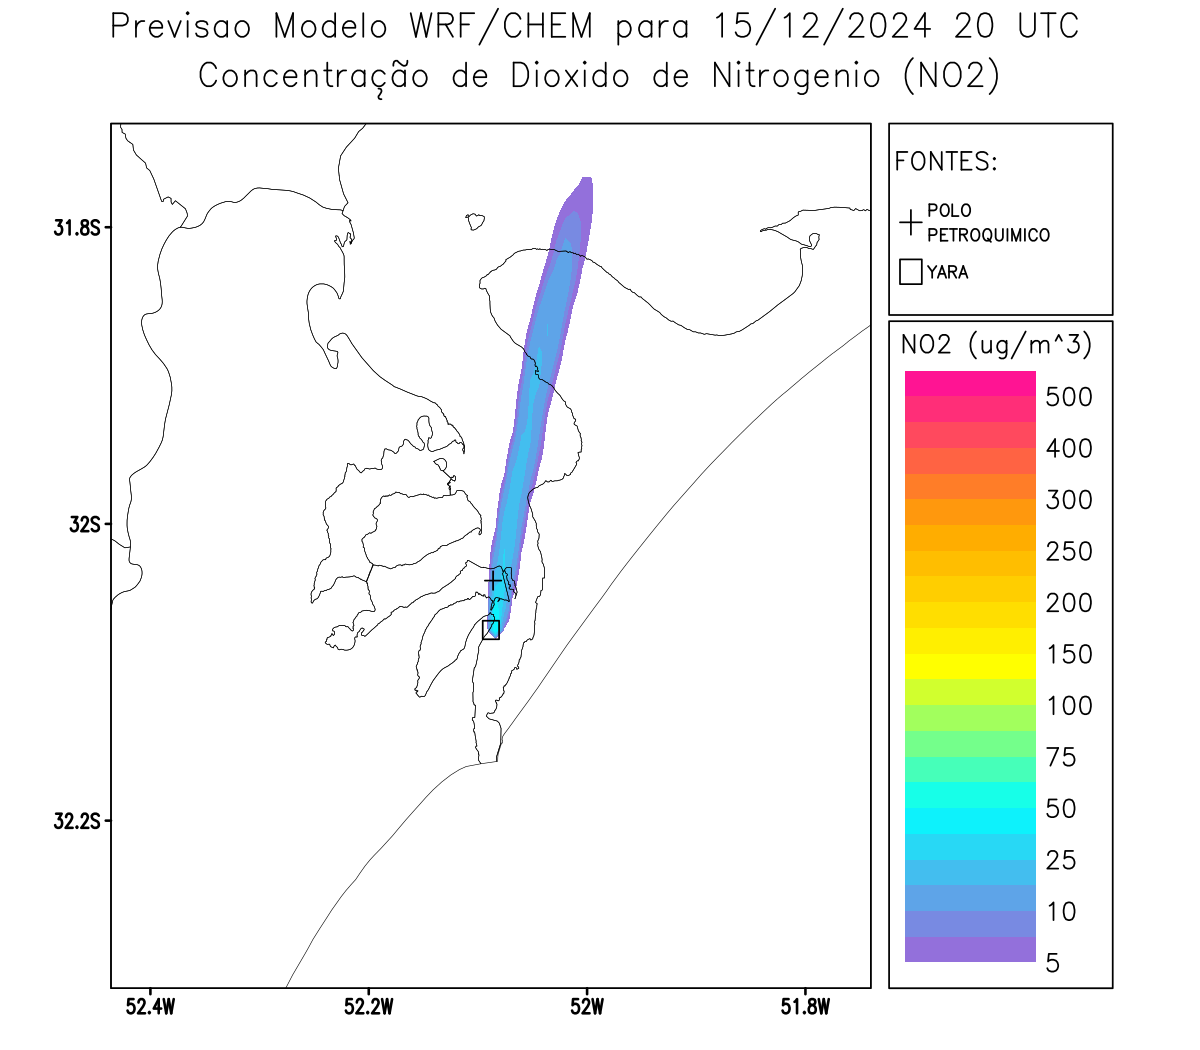 Previsao Modelo WRF/CHEM para 15/12/2024 20 UTC
Concentração de Dioxido de Nitrogenio (NO2)
FONTES:
POLO
PETROQUIMICO
YARA
NO2 (ug/m^3)
500
400
300
250
200
150
100
75
50
25
10
5
31.8S
32S
32.2S
52.4W
52.2W
52W
51.8W